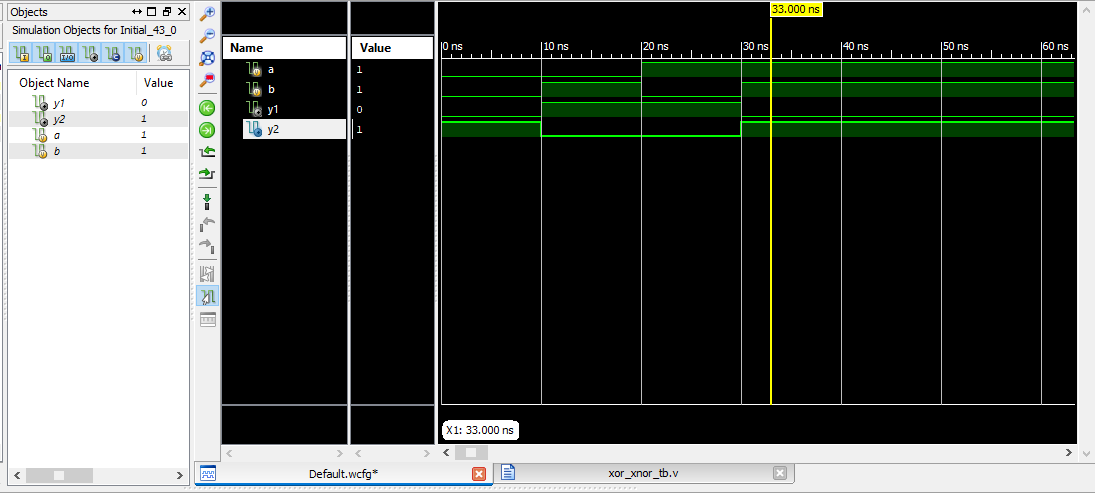 Objects
Simulation Objects for Initial_43_0
Object Name Value
y1 0
y2 1
a 1
b 1
Name Value
a 1
b 1
y1 0
y2 1
33.000 ns
0 ns 10 ns 20 ns 30 ns 40 ns 50 ns 60 ns
X1: 33.000 ns
Default.wcfg* xor_xnor_tb.v